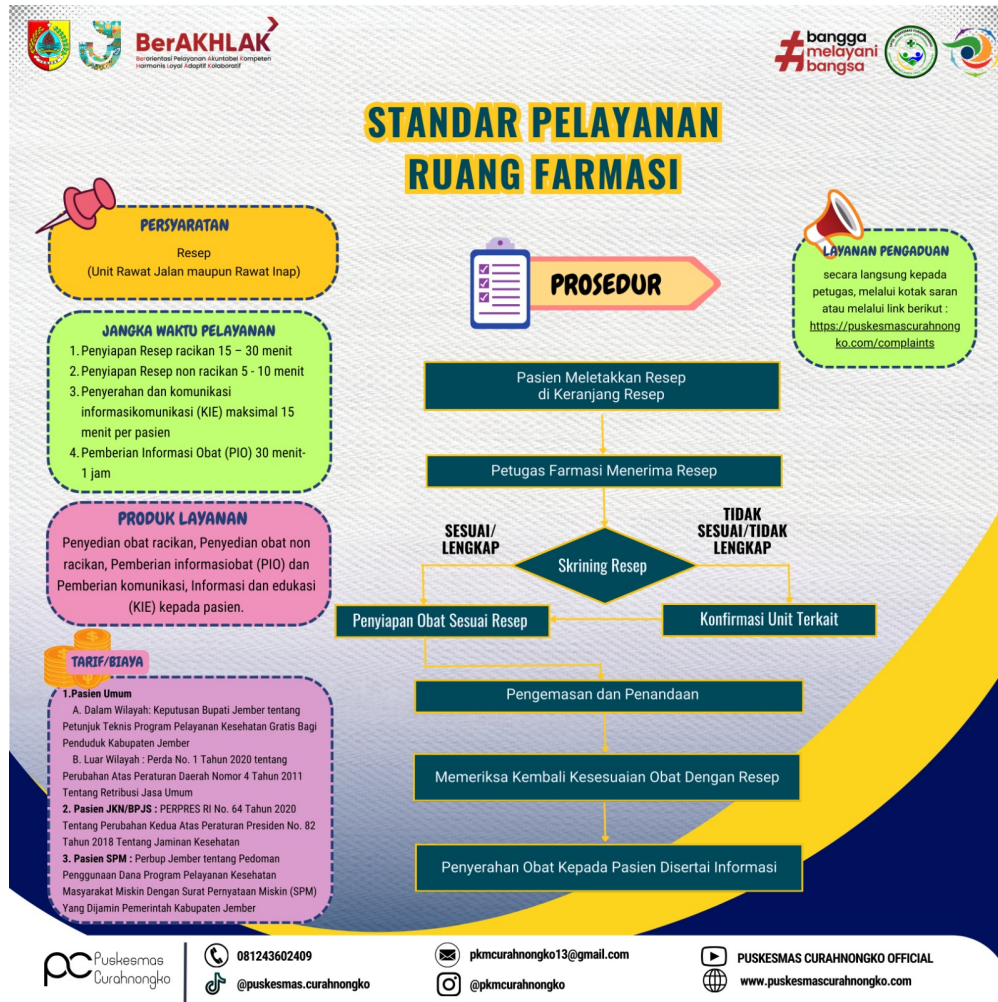 BerAKHLAK
Berorientasi Pelayanan Akuntabel Kompeten
Harmonis Loyal Adaptif Kolaboratif
#bangga
melayani
bangsa
STANDAR PELAYANAN
RUANG FARMASI
PERSYARATAN
Resep
(Unit Rawat Jalan maupun Rawat Inap)
JANGKA WAKTU PELAYANAN
1. Penyiapan Resep racikan 15 – 30 menit
2. Penyiapan Resep non racikan 5 - 10 menit
3. Penyerahan dan komunikasi
informasikomunikasi (KIE) maksimal 15
menit per pasien
4. Pemberian Informasi Obat (PIO) 30 menit-
1 jam
PRODUK LAYANAN
Penyedian obat racikan, Penyedian obat non
racikan, Pemberian informasiobat (PIO) dan
Pemberian komunikasi, Informasi dan edukasi
(KIE) kepada pasien.
TARIF/BIAYA
1.Pasien Umum
A. Dalam Wilayah: Keputusan Bupati Jember tentang
Petunjuk Teknis Program Pelayanan Kesehatan Gratis Bagi
Penduduk Kabupaten Jember
B. Luar Wilayah : Perda No. 1 Tahun 2020 tentang
Perubahan Atas Peraturan Daerah Nomor 4 Tahun 2011
Tentang Retribusi Jasa Umum
2. Pasien JKN/BPJS : PERPRES RI No. 64 Tahun 2020
Tentang Perubahan Kedua Atas Peraturan Presiden No. 82
Tahun 2018 Tentang Jaminan Kesehatan
3. Pasien SPM : Perbup Jember tentang Pedoman
Penggunaan Dana Program Pelayanan Kesehatan
Masyarakat Miskin Dengan Surat Pernyataan Miskin (SPM)
Yang Dijamin Pemerintah Kabupaten Jember
PROSEDUR
Pasien Meletakkan Resep
di Keranjang Resep
Petugas Farmasi Menerima Resep
SESUAI/
LENGKAP
TIDAK
SESUAI/TIDAK
LENGKAP
Skrining Resep
Penyiapan Obat Sesuai Resep
Konfirmasi Unit Terkait
Pengemasan dan Penandaan
Memeriksa Kembali Kesesuaian Obat Dengan Resep
Penyerahan Obat Kepada Pasien Disertai Informasi
LAYANAN PENGADUAN
secara langsung kepada
petugas, melalui kotak saran
atau melalui link berikut :
https://puskesmascurahnong
ko.com/complaints
pc Puskesmas
Curahnongko
081243602409
@puskesmas.curahnongko
pkmcurahnongko13@gmail.com
@pkmcurahnongko
PUSKESMAS CURAHNONGKO OFFICIAL
www.puskesmascurahnongko.com